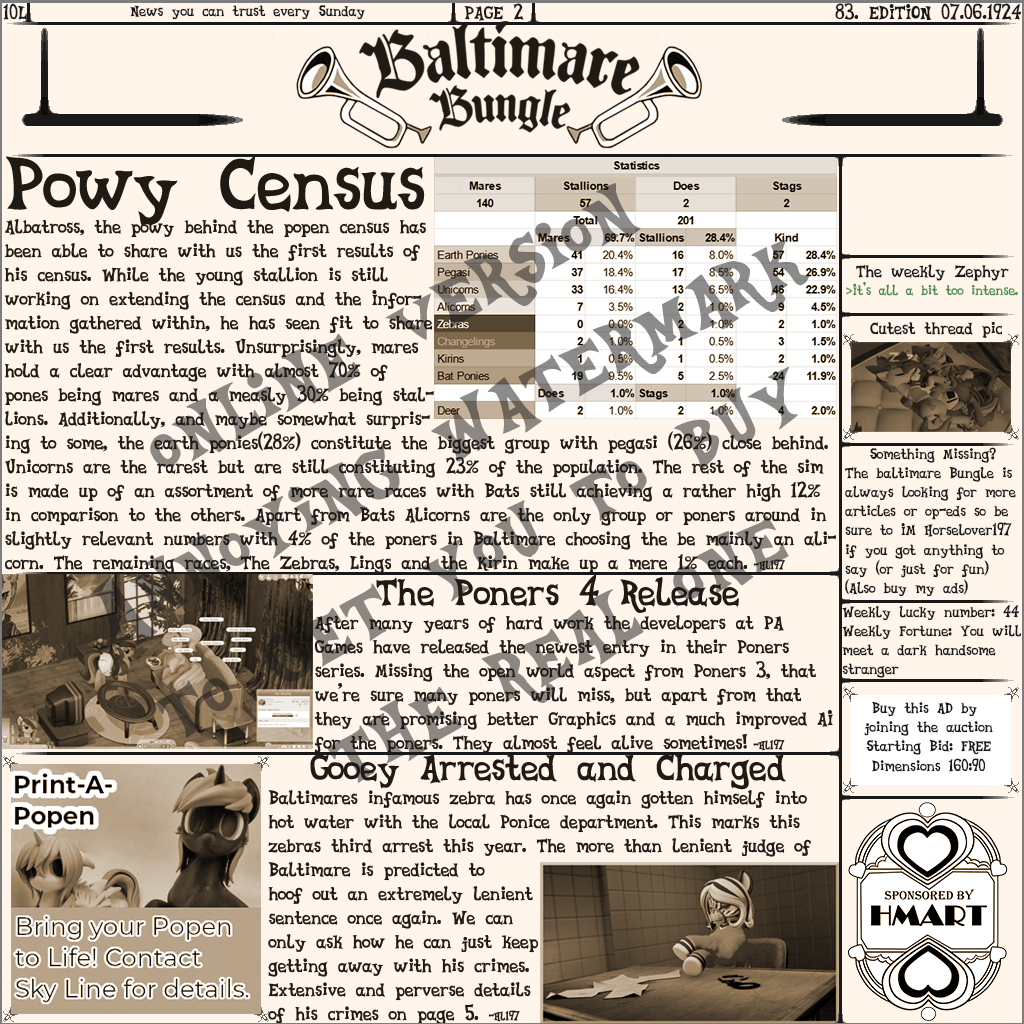 10L
News you can trust every Sunday
PAGE 2
83. EDITION 07.06.1924
Baltimare
Bungle
Powy Census
Albatross, the powy behind the popen census has
been able to share with us the first results of
his census. While the young stallion is still
working on extending the census and the infor-
mation gathered within, he has seen fit to share
with us the first results. Unsurprisingly, mares
hold a clear advantage with almost 70% of
pones being mares and a measly 30% being stal-
lions. Additionally, and maybe somewhat surpris-
ing to some, the earth ponies(28%) constitute the biggest group with pegasi (26%) close behind.
Unicorns are the rarest but are still constituting 23% of the population. The rest of the sim
is made up of an assortment of more rare races with Bats still achieving a rather high 12%
in comparison to the others. Apart from Bats Alicorns are the only group or poners around in
slightly relevant numbers with 4% of the poners in Baltimare choosing the be mainly an ali-
corn. The remaining races, The Zebras, Lings and the Kirin make up a mere 1% each. -HL197
Statistics
Mares Stallions Does Stags
140 57 2 2
Total 201
Mares 69.7% Stallions 28.4% Kind
Earth Ponies 41 20.4% 16 8.0% 57 28.4%
Pegasi 37 18.4% 17 8.5% 54 26.9%
Unicorns 33 16.4% 13 6.5% 46 22.9%
Alicorns 7 3.5% 2 1.0% 9 4.5%
Zebras 0 0.0% 2 1.0% 2 1.0%
Changelings 2 1.0% 1 0.5% 3 1.5%
Kirins 1 0.5% 1 0.5% 2 1.0%
Bat Ponies 19 9.5% 5 2.5% 24 11.9%
Does 1.0% Stags 1.0%
Deer 2 1.0% 2 1.0% 4 2.0%
The weekly Zephyr
>It's all a bit too intense.
Cutest thread pic
Something Missing?
The baltimare Bungle is
always looking for more
articles or op-eds so be
sure to IM Horselover197
if you got anything to
say (or just for fun)
(Also buy my ads)
Weekly Lucky number: 44
Weekly Fortune: You will
meet a dark handsome
stranger
Buy this AD by
joining the auction
Starting Bid: FREE
Dimensions 160:90
SPONSORED BY
HMART
The Poners 4 Release
After many years of hard work the developers at PA
Games have released the newest entry in their Poners
series. Missing the open world aspect from Poners 3, that
we're sure many poners will miss, but apart from that
they are promising better Graphics and a much improved AI
for the poners. They almost feel alive sometimes! -HL197
Gooey Arrested and Charged
Baltimares infamous zebra has once again gotten himself into
hot water with the local Ponice department. This marks this
zebras third arrest this year. The more than lenient judge of
Baltimare is predicted to
hoof out an extremely lenient
sentence once again. We can
only ask how he can just keep
getting away with his crimes.
Extensive and perverse details
of his crimes on page 5. -HL197
Print-A-
Popen
Bring your Popen
to Life! Contact
Sky Line for details.
ONLINE VERSION
ANOYING WATERMARK
TO GET YOU TO BUY
THE REAL ONE